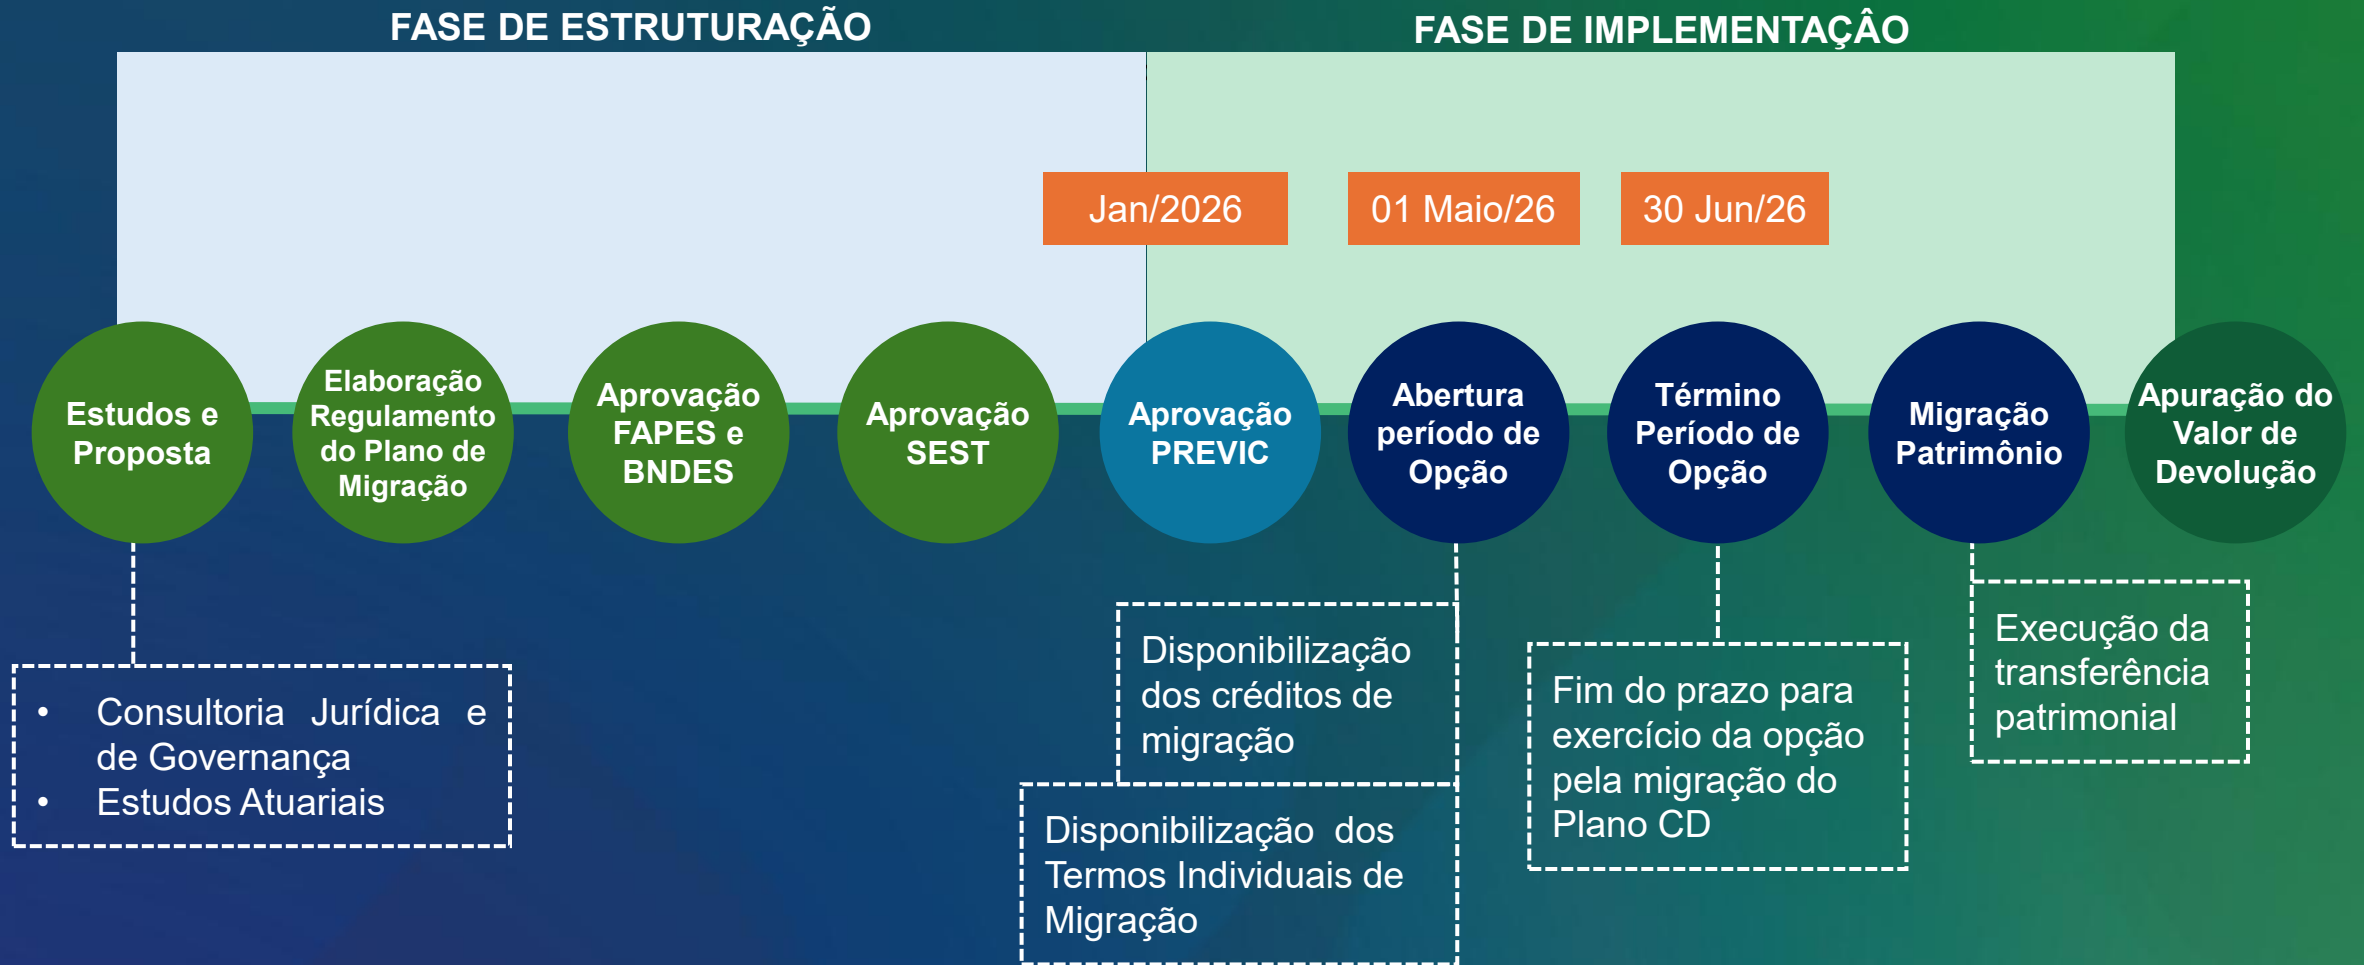 FASE DE ESTRUTURAÇÃO
FASE DE IMPLEMENTAÇÂO
Jan/2026
01 Maio/26
30 Jun/26
Estudos e
Proposta
Elaboração
Regulamento
do Plano de
Migração
Aprovação
FAPES e
BNDES
Aprovação
SEST
Aprovação
PREVIC
Abertura
período de
Opção
Término
Período de
Opção
Migração
Patrimônio
Apuração do
Valor de
Devolução
• Consultoria Jurídica e
de Governança
• Estudos Atuariais
Disponibilização
dos créditos de
migração
Disponibilização dos
Termos Individuais de
Migração
Fim do prazo para
exercício da opção
pela migração do
Plano CD
Execução da
transferência
patrimonial